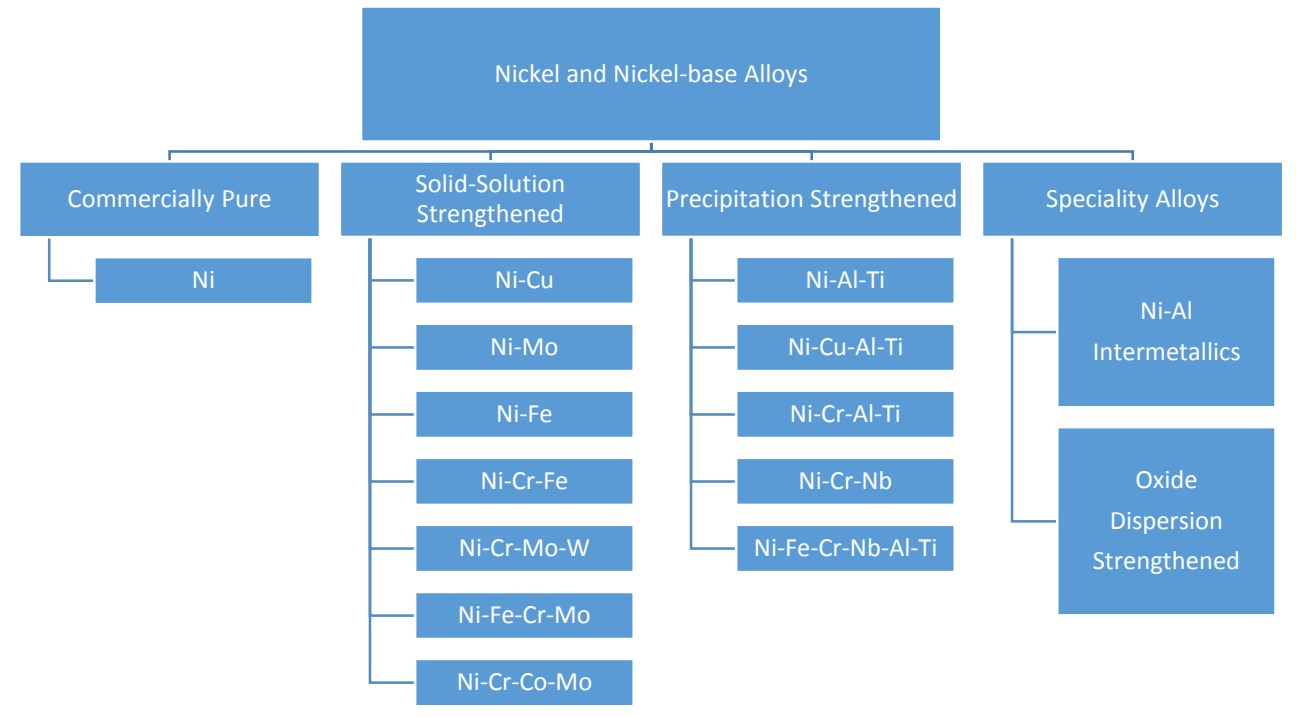 Nickel and Nickel-base Alloys
Commercially Pure
Ni
Solid-Solution
Strengthened
Ni-Cu
Ni-Mo
Ni-Fe
Ni-Cr-Fe
Ni-Cr-Mo-W
Ni-Fe-Cr-Mo
Ni-Cr-Co-Mo
Precipitation Strengthened
Ni-Al-Ti
Ni-Cu-Al-Ti
Ni-Cr-Al-Ti
Ni-Cr-Nb
Ni-Fe-Cr-Nb-Al-Ti
Speciality Alloys
Ni-Al
Intermetallics
Oxide
Dispersion
Strengthened